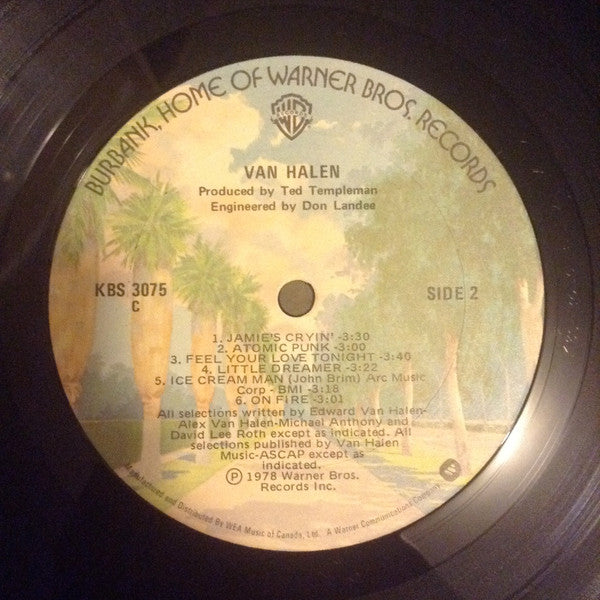 BURBANK, HOME OF WARNER BROS. RECORDS
VAN HALEN
Produced by Ted Templeman
Engineered by Don Landee
KBS 3075
C
SIDE 2
1. JAMIE'S CRYIN' -3:30
2. ATOMIC PUNK -3:00
3. FEEL YOUR LOVE TONIGHT -3:40
4. LITTLE DREAMER -3:22
5. ICE CREAM MAN (John Brim) Arc Music
Corp - BMI -3:18
6. ON FIRE -3:01
All selections written by Edward Van Halen-
Alex Van Halen-Michael Anthony and
David Lee Roth except as indicated. All
selections published by Van Halen
Music-ASCAP except as
indicated.
Ⓟ 1978 Warner Bros.
Records Inc.
Manufactured and Distributed By WEA Music of Canada, Ltd. A Warner Communications Company